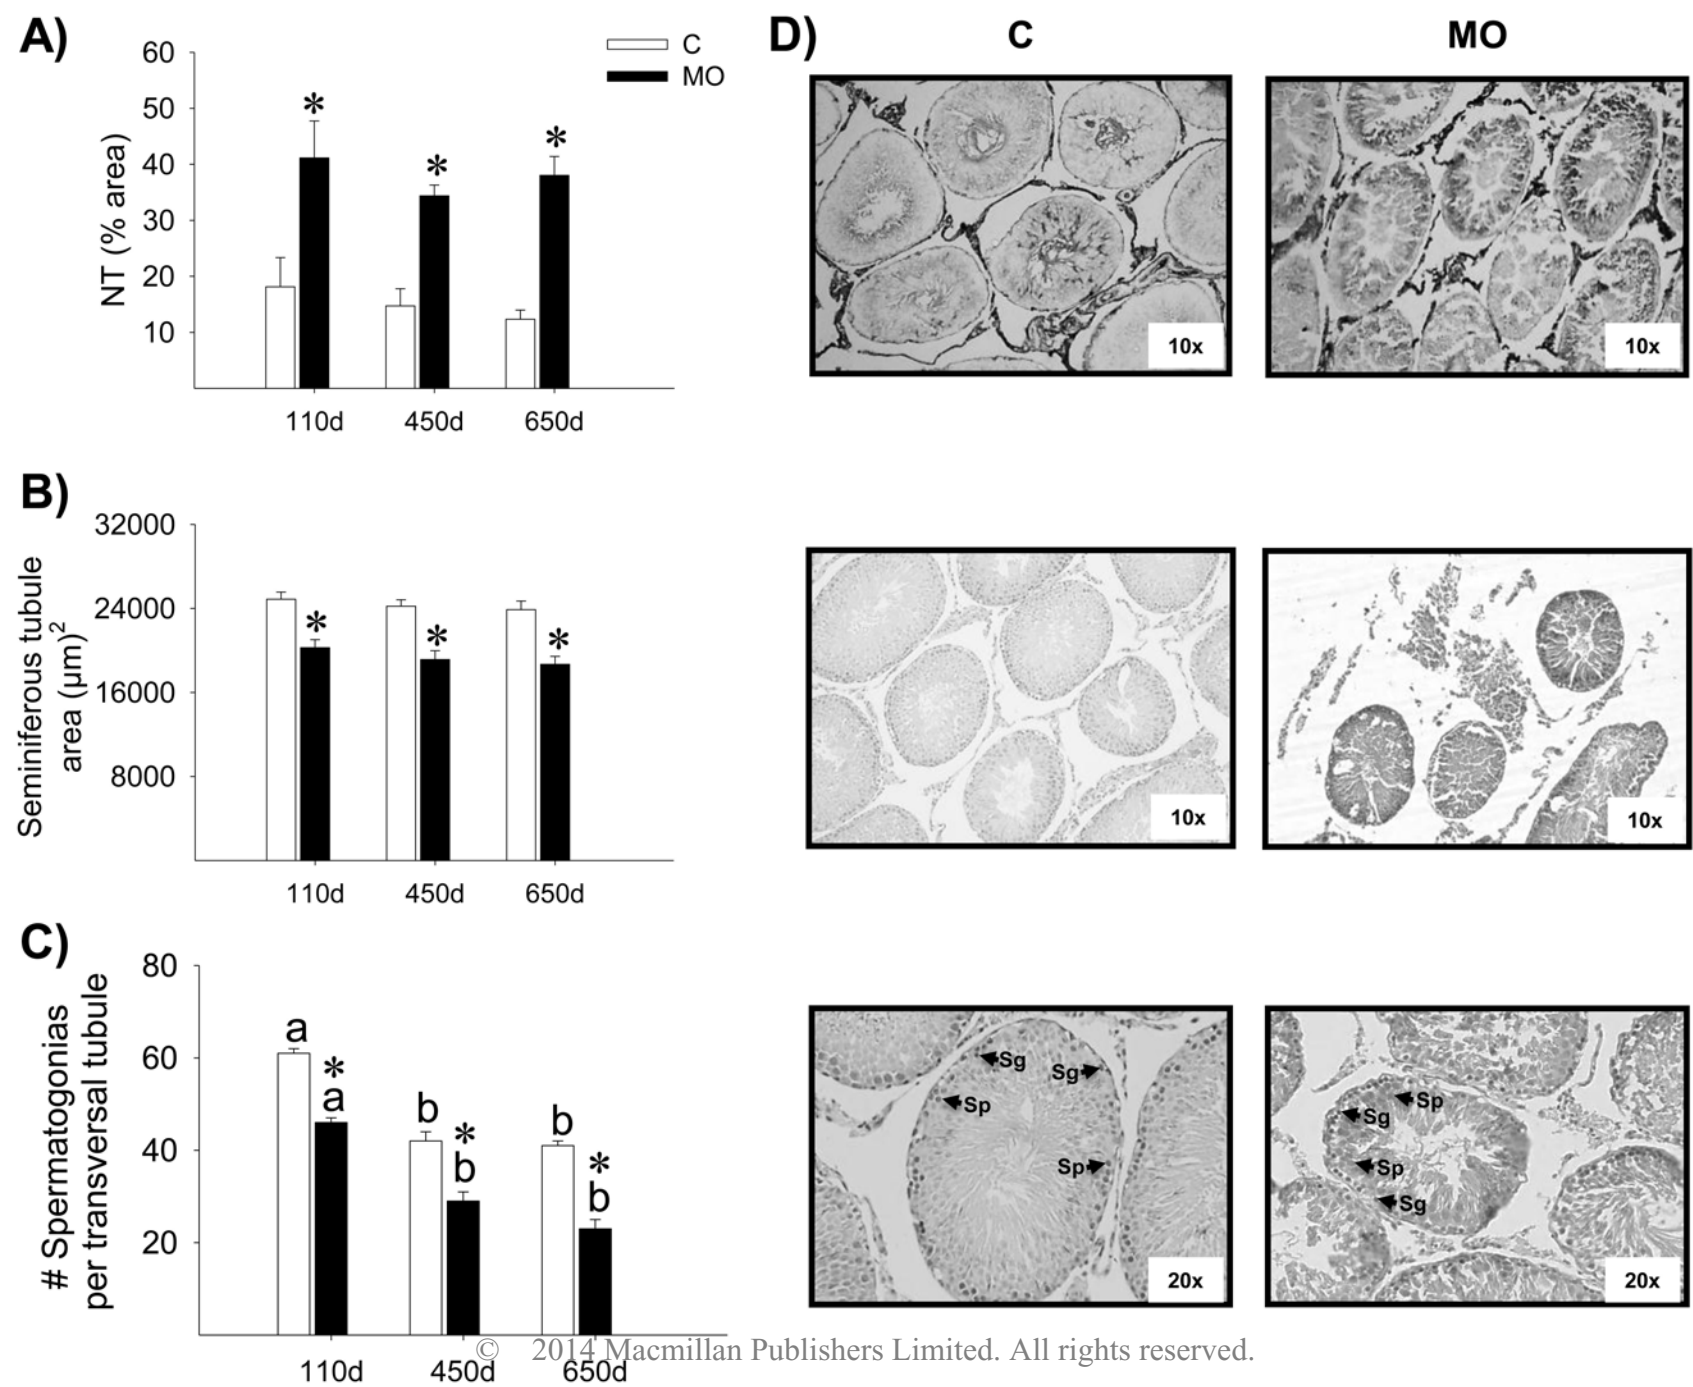 A)
C
MO
NT (% area)
60
50
40
30
20
10
*
*
*
110d 450d 650d
B)
Seminiferous tubule
area (µm)²
32000
24000
16000
8000
*
*
*
110d 450d 650d
C)
# Spermatogonias
per transversal tubule
80
60
40
20
a
*
a
b
*
b
b
*
b
110d 450d 650d
D)
C MO
10x 10x
10x 10x
Sg
Sg
Sp
Sp
20x
Sp
Sg
Sp
Sg
20x
© 2014 Macmillan Publishers Limited. All rights reserved.